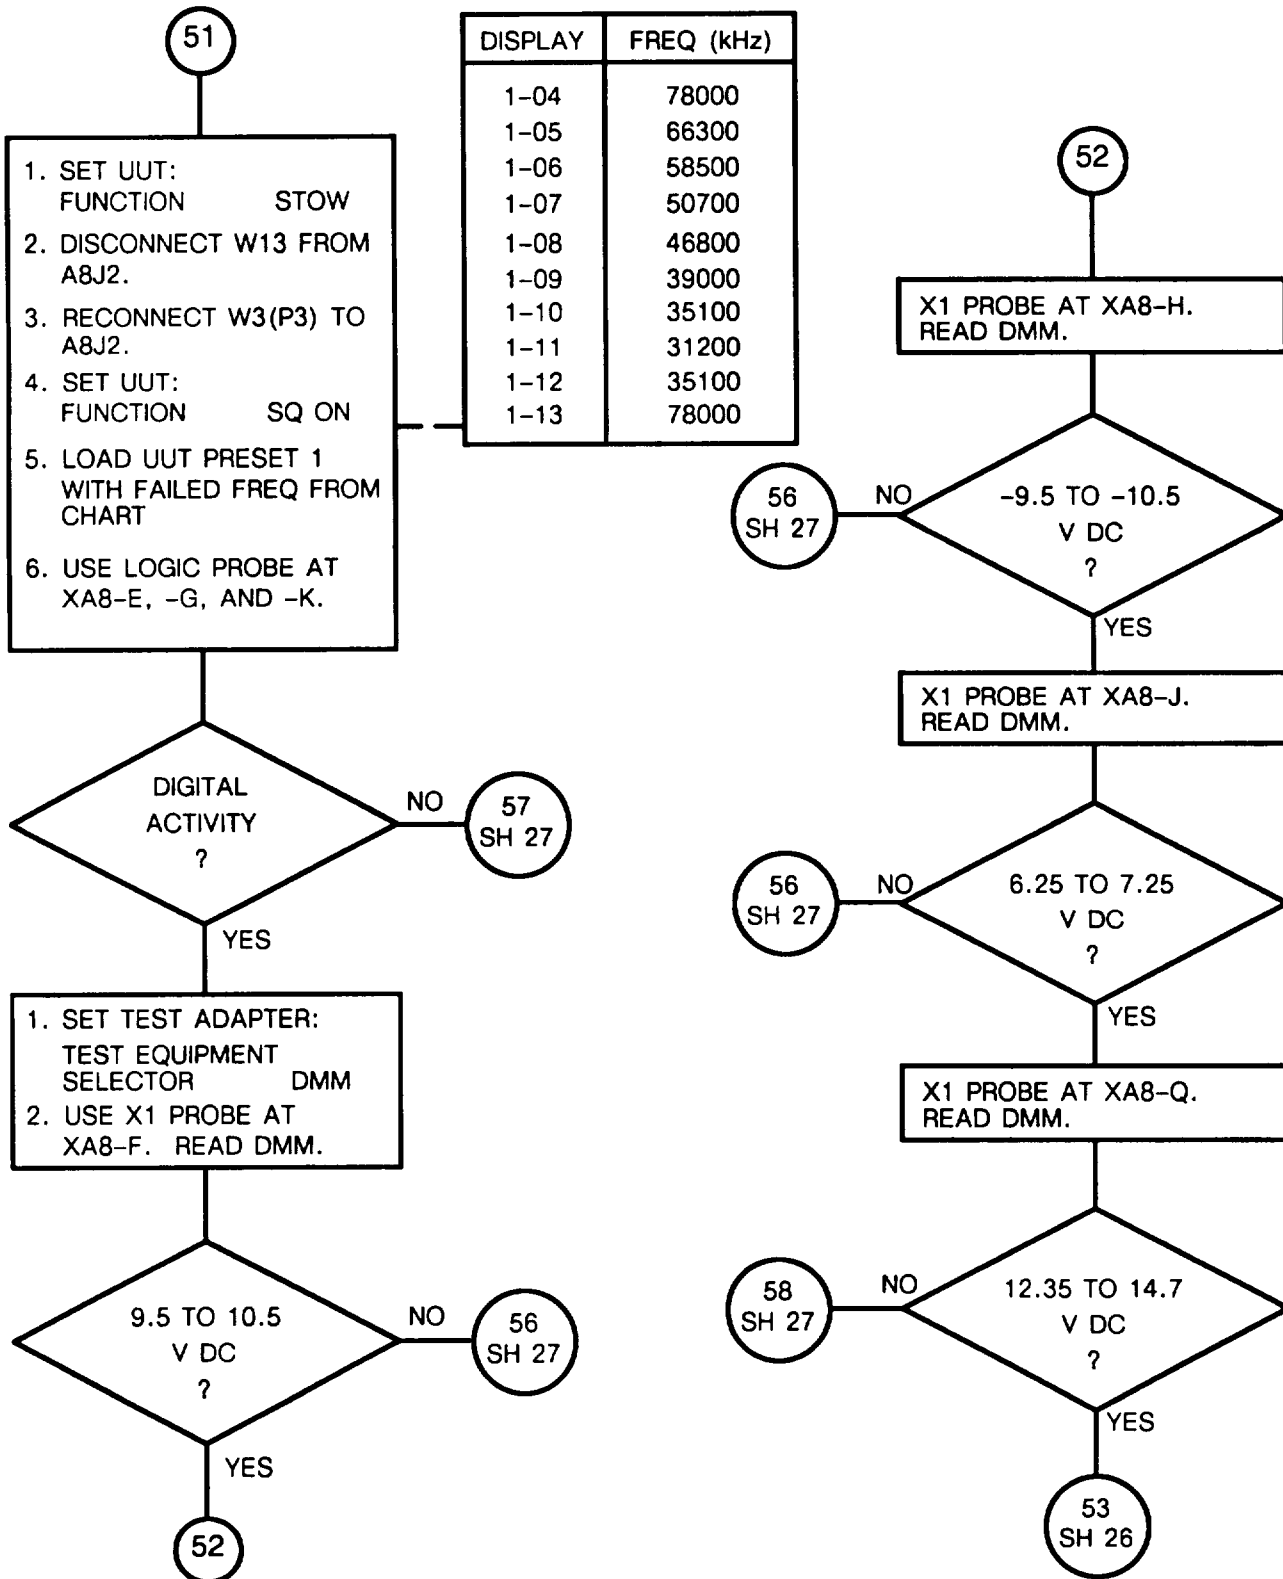 51
1. SET UUT:
FUNCTION STOW
2. DISCONNECT W13 FROM
A8J2.
3. RECONNECT W3(P3) TO
A8J2.
4. SET UUT:
FUNCTION SQ ON
5. LOAD UUT PRESET 1
WITH FAILED FREQ FROM
CHART
6. USE LOGIC PROBE AT
XA8-E, -G, AND -K.
DISPLAY FREQ (kHz)
1-04 78000
1-05 66300
1-06 58500
1-07 50700
1-08 46800
1-09 39000
1-10 35100
1-11 31200
1-12 35100
1-13 78000
DIGITAL
ACTIVITY
?
NO
57
SH 27
YES
1. SET TEST ADAPTER:
TEST EQUIPMENT
SELECTOR DMM
2. USE X1 PROBE AT
XA8-F. READ DMM.
9.5 TO 10.5
V DC
?
NO
56
SH 27
YES
52
52
X1 PROBE AT XA8-H.
READ DMM.
-9.5 TO -10.5
V DC
?
NO
56
SH 27
YES
X1 PROBE AT XA8-J.
READ DMM.
6.25 TO 7.25
V DC
?
NO
56
SH 27
YES
X1 PROBE AT XA8-Q.
READ DMM.
12.35 TO 14.7
V DC
?
NO
58
SH 27
YES
53
SH 26